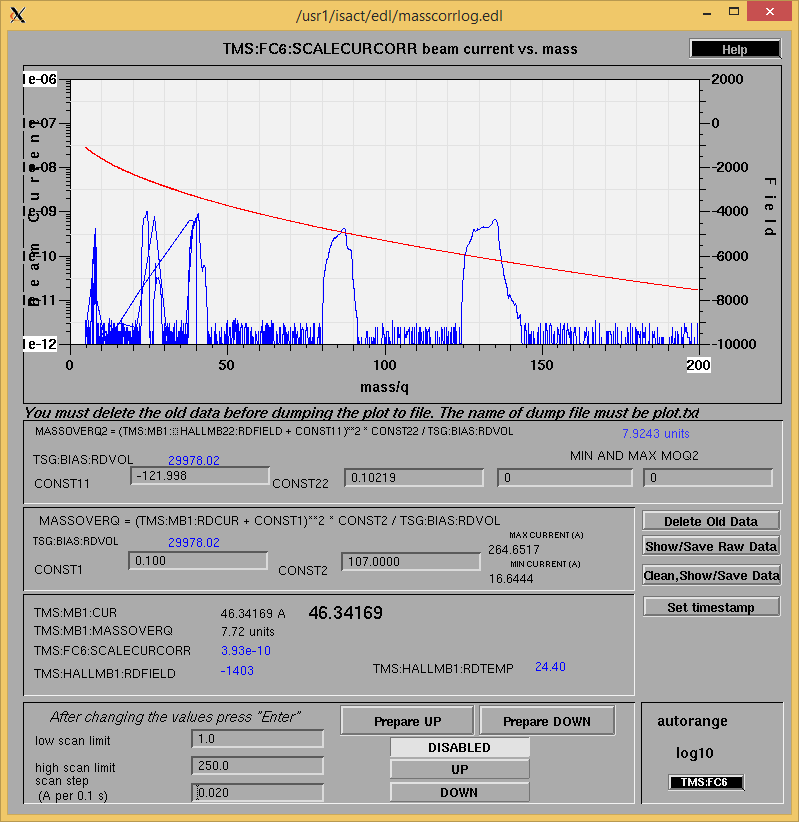 /usr1/isact/edl/masscorrlog.edl
TMS:FC6:SCALECURCORR beam current vs. mass
Help
1e-06
1e-07
1e-08
1e-09
1e-10
1e-11
1e-12
Beam Current
2000
0
-2000
-4000
-6000
-8000
-10000
Field
0 50 100 150 200
mass/q
You must delete the old data before dumping the plot to file. The name of dump file must be plot.txt
MASSOVERQ2 = (TMS:MB1:□HALLMB22:RDFIELD + CONST11)**2 * CONST22 / TSG:BIAS:RDVOL
7.9243 units
TSG:BIAS:RDVOL 29978.02 MIN AND MAX MOQ2
CONST11 -121.998 CONST22 0.10219 0 0
MASSOVERQ = (TMS:MB1:RDCUR + CONST1)**2 * CONST2 / TSG:BIAS:RDVOL
TSG:BIAS:RDVOL 29978.02
MAX CURRENT (A)
264.6517
CONST1 0.100 CONST2 107.0000
MIN CURRENT (A)
16.6444
Delete Old Data
Show/Save Raw Data
Clean,Show/Save Data
Set timestamp
TMS:MB1:CUR 46.34169 A 46.34169
TMS:MB1:MASSOVERQ 7.72 units
TMS:FC6:SCALECURCORR 3.93e-10
TMS:HALLMB1:RDFIELD -1403 TMS:HALLMB1:RDTEMP 24.40
After changing the values press "Enter"
low scan limit 1.0
high scan limit 250.0
scan step
(A per 0.1 s) 0.020
Prepare UP Prepare DOWN
DISABLED
UP
DOWN
autorange
log10
TMS:FC6